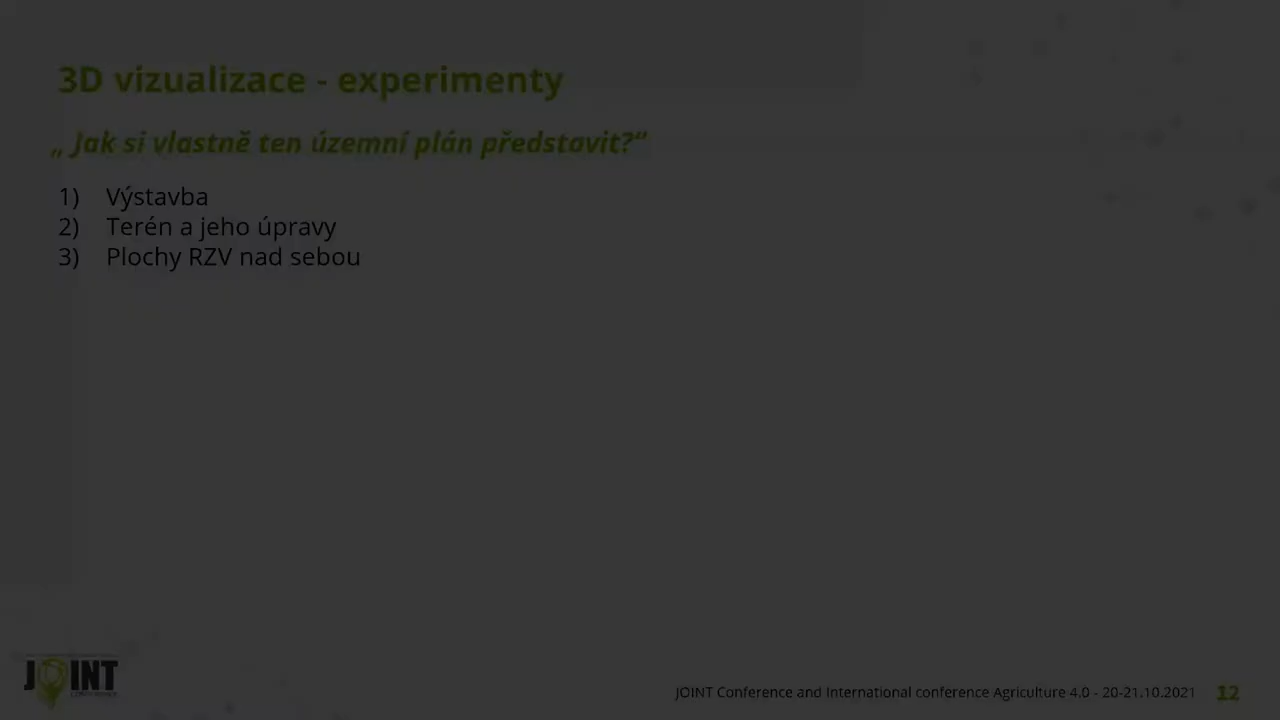 3D vizualizace - experimenty
„ Jak si vlastně ten územní plán představit?“
1) Výstavba
2) Terén a jeho úpravy
3) Plochy RZV nad sebou
JOINT
JOINT Conference and International conference Agriculture 4.0 - 20-21.10.2021 12